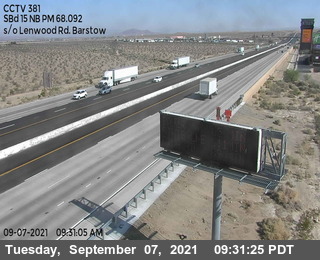 CCTV 381
SBd 15 NB PM 68.092
s/o Lenwood Rd. Barstow
09-07-2021 09:31:05 AM
Tuesday, September 07, 2021 09:31:25 PDT